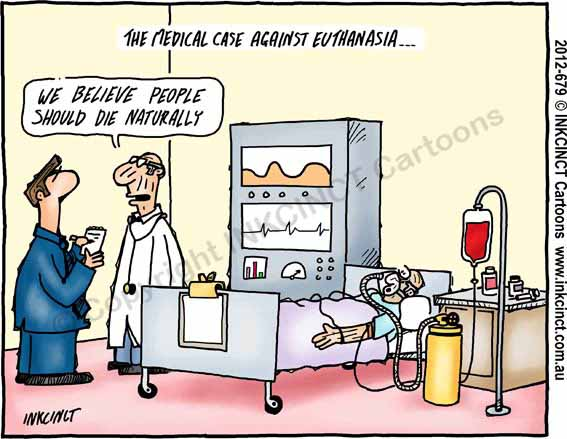 THE MEDICAL CASE AGAINST EUTHANASIA...
WE BELIEVE PEOPLE
SHOULD DIE NATURALLY
©Copyright INKCINCT Cartoons
INKCINCT
2012-679 © INKCINCT Cartoons www.inkcinct.com.au